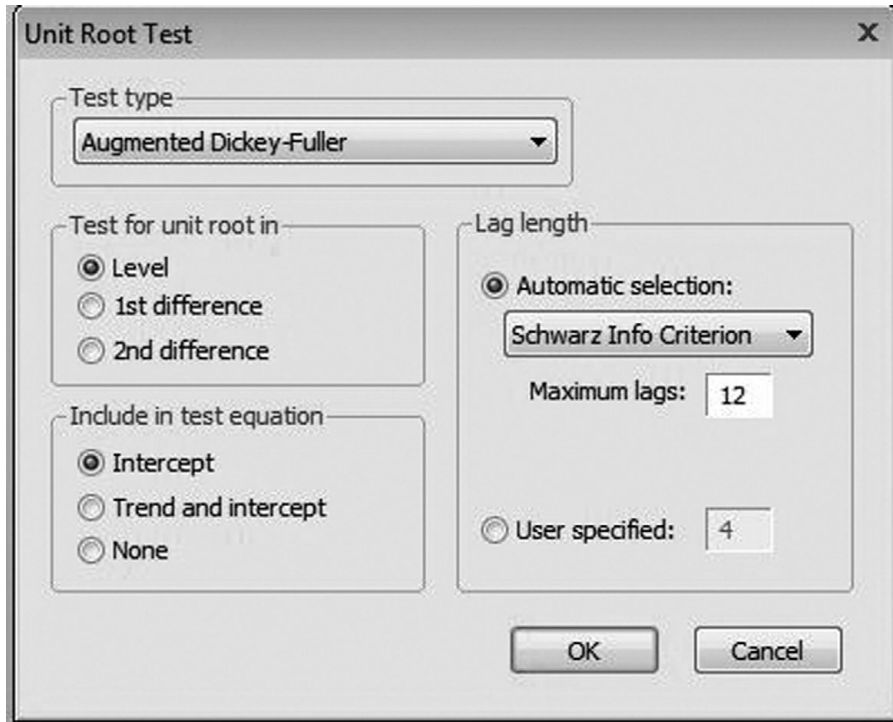 Unit Root Test
X
Test type
Augmented Dickey-Fuller
Test for unit root in
Level
1st difference
2nd difference
Include in test equation
Intercept
Trend and intercept
None
Lag length
Automatic selection:
Schwarz Info Criterion
Maximum lags: 12
User specified: 4
OK
Cancel